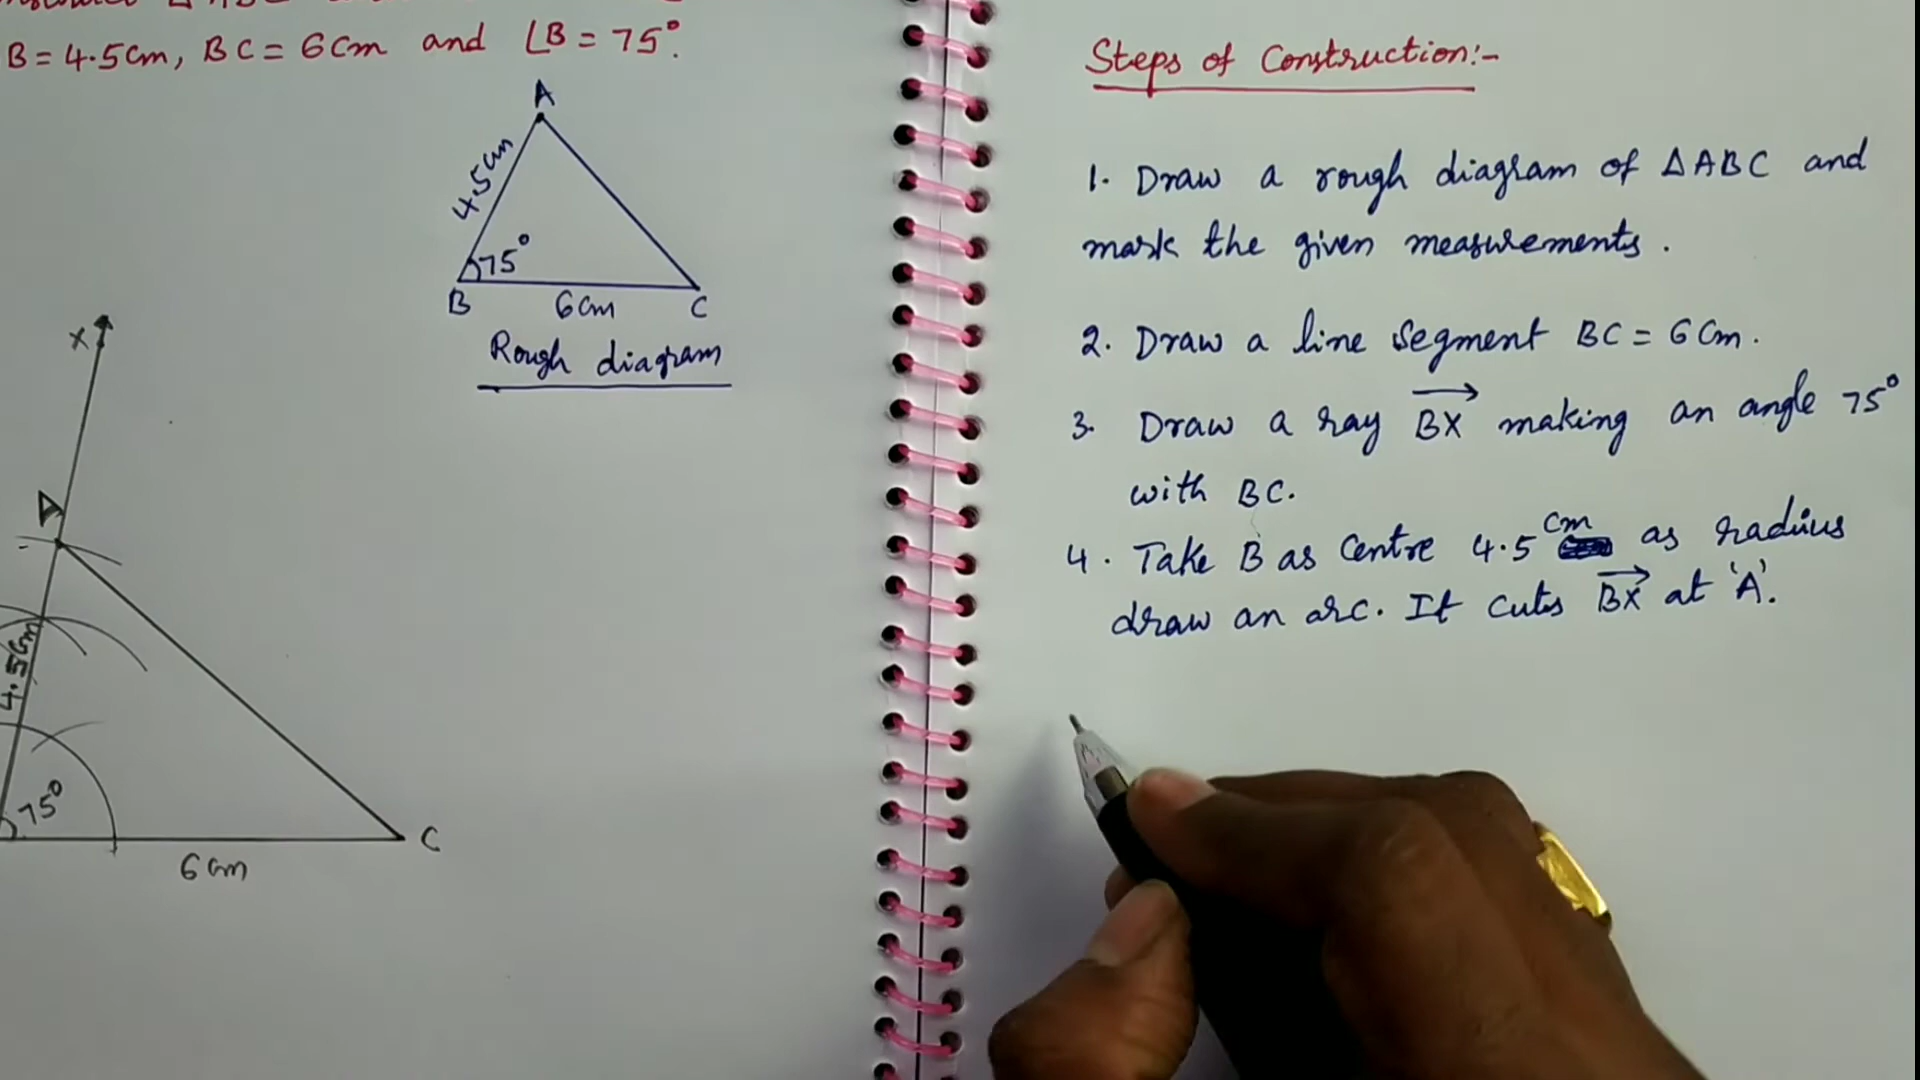 B = 4.5cm, BC = 6cm and ∠B = 75°.
A
4.5cm
75°
B 6cm C
Rough diagram
X
A
4.5cm
75°
C
6cm
Steps of Construction:-
1. Draw a rough diagram of △ABC and
mark the given measurements.
2. Draw a line segment BC = 6cm.
3. Draw a ray BX making an angle 75°
with BC.
4. Take B as Centre 4.5 cm as radius
draw an arc. It cuts BX at 'A'.